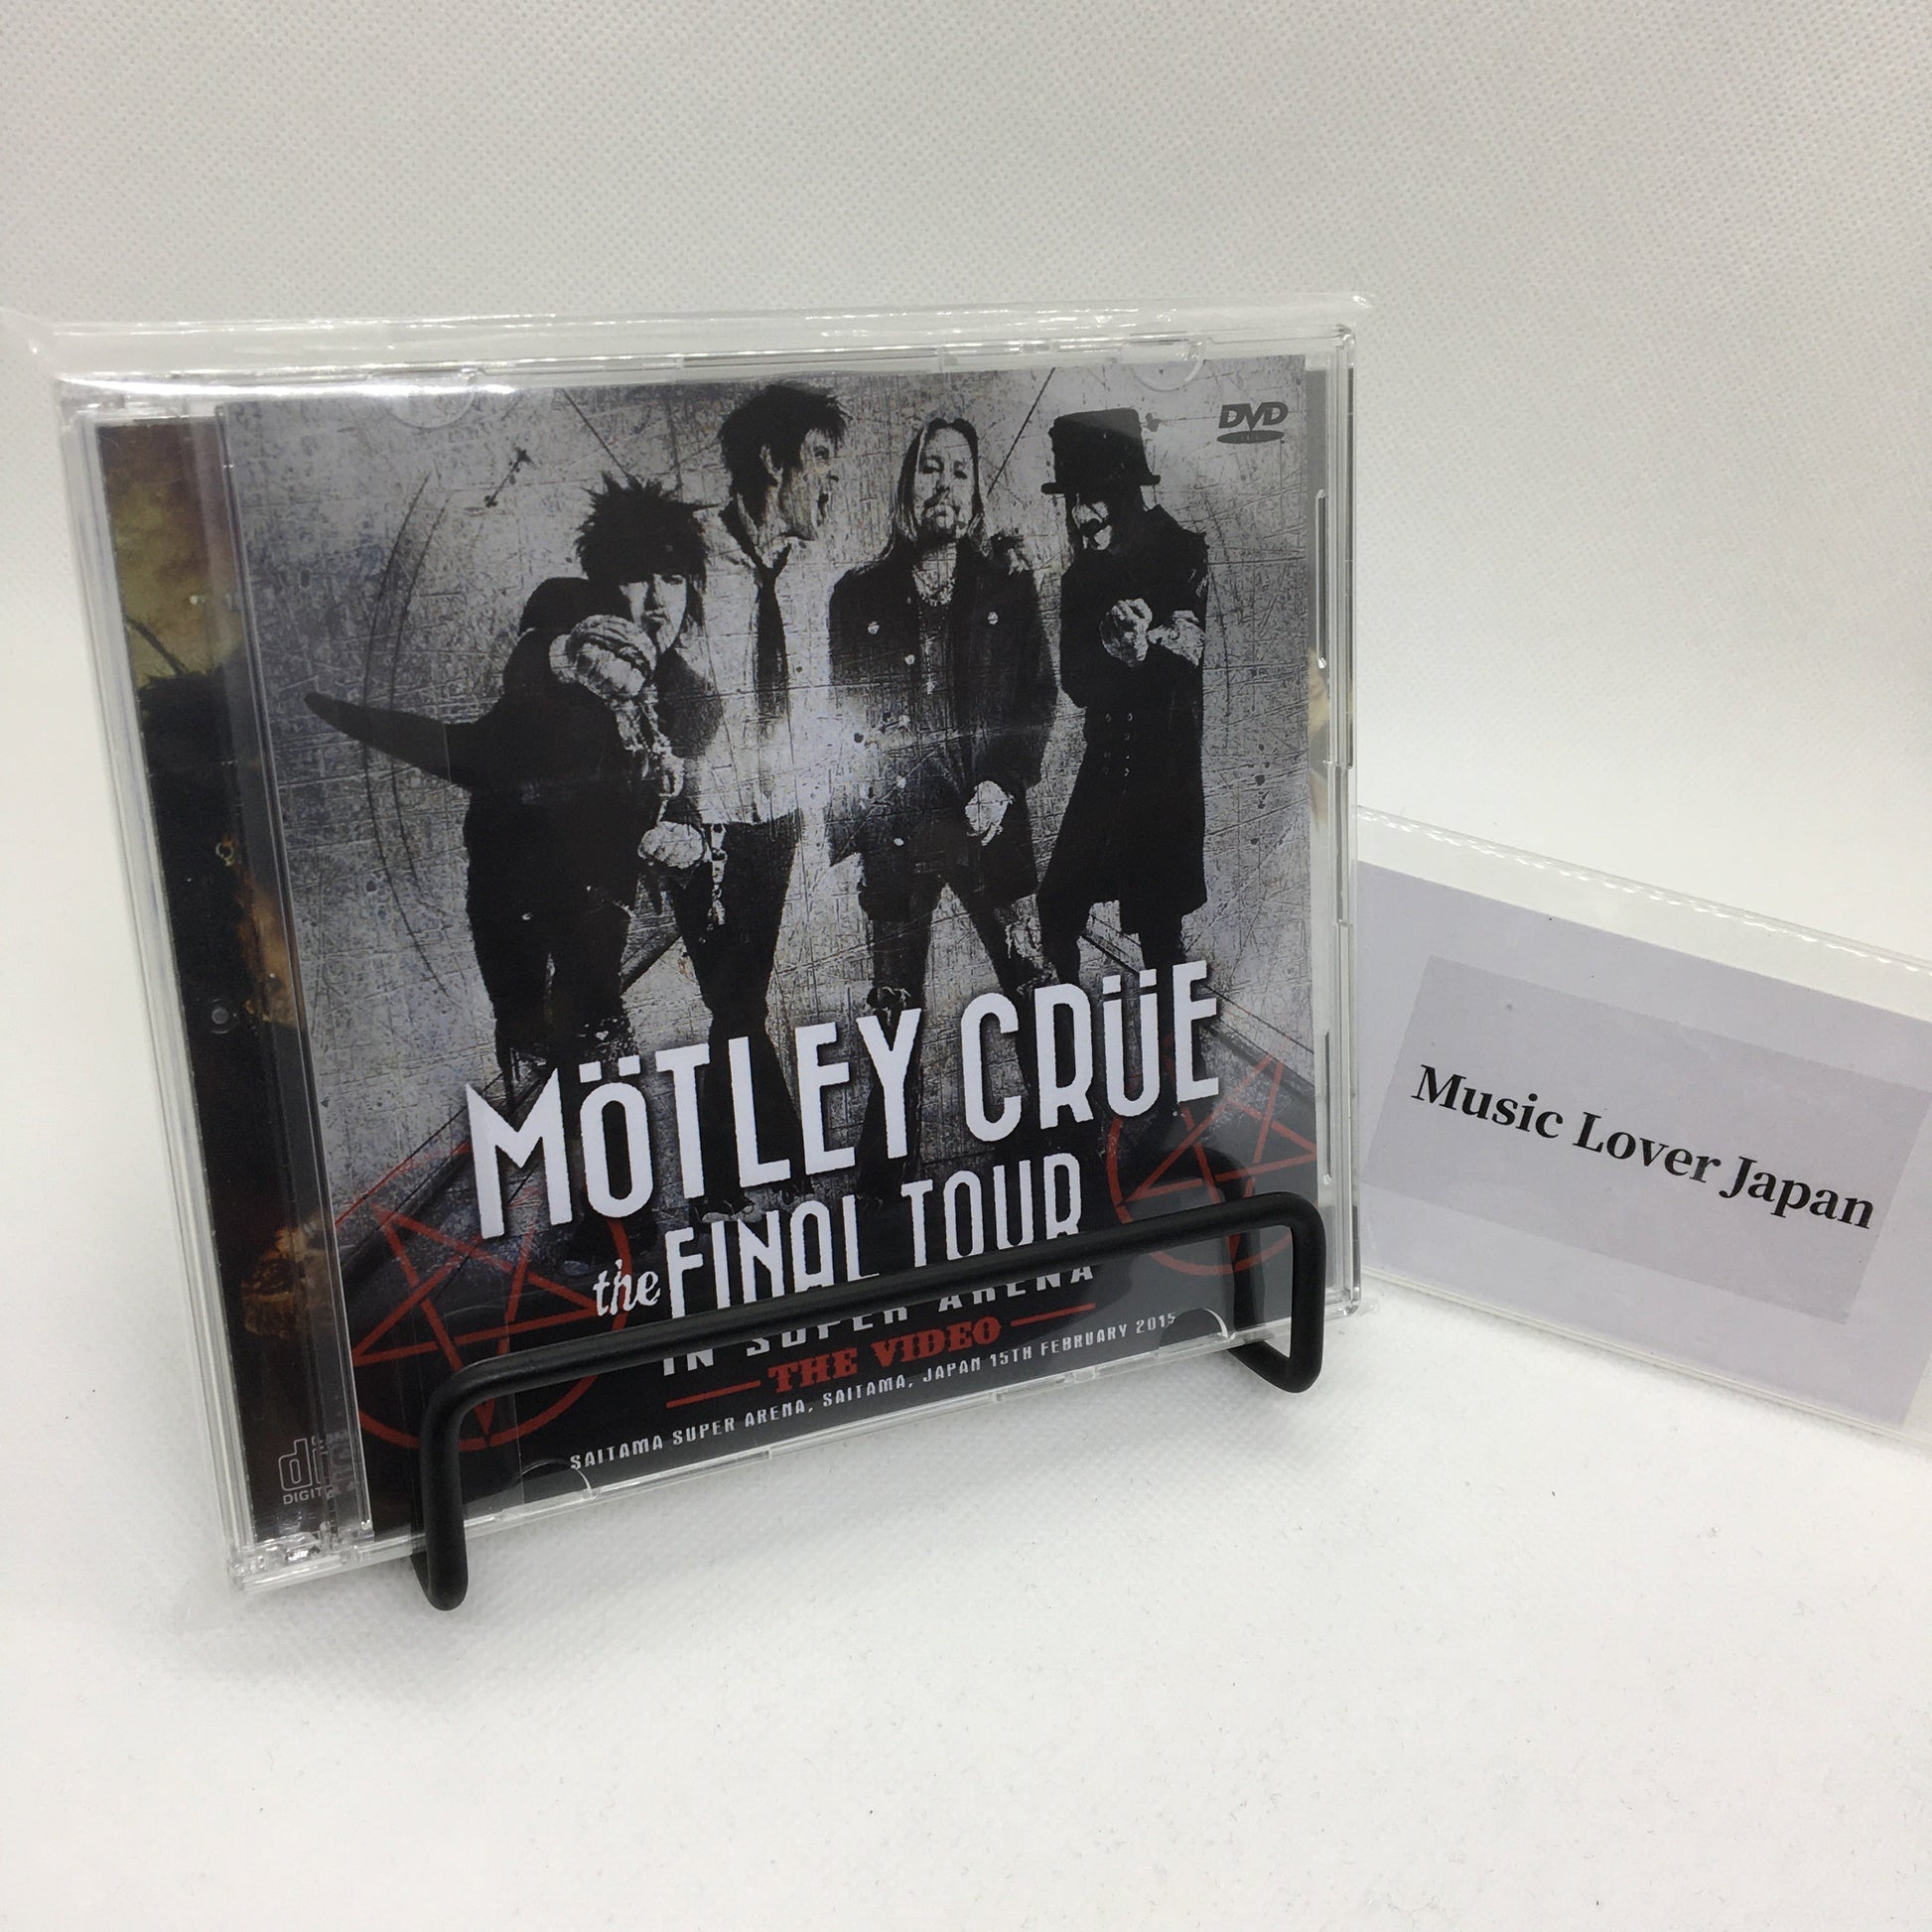 DVD
MÖTLEY CRÜE
the FINAL TOUR
IN SUPER ARENA
THE VIDEO
SAITAMA SUPER ARENA, SAITAMA, JAPAN 15TH FEBRUARY 2015
Music Lover Japan